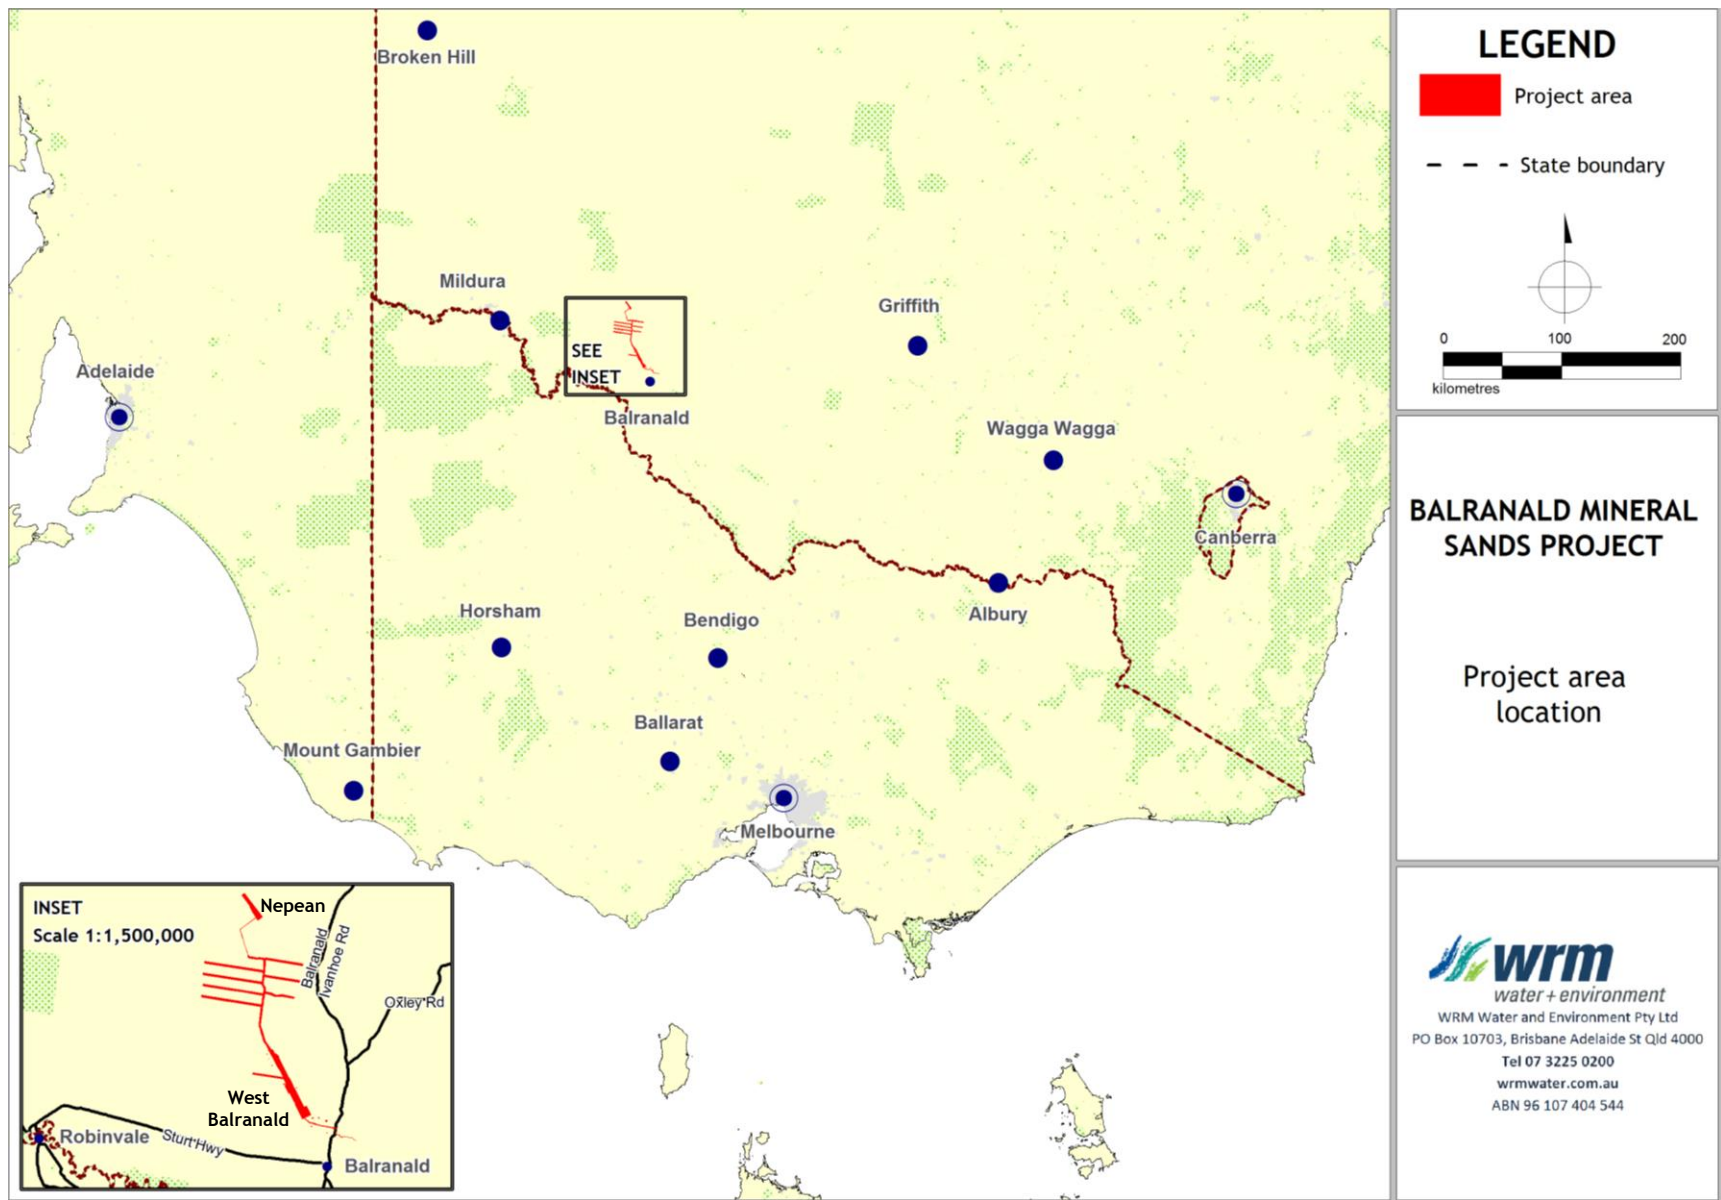 Broken Hill
Mildura
Griffith
Adelaide
SEE
INSET
Balranald
Wagga Wagga
Canberra
Albury
Horsham
Bendigo
Ballarat
Mount Gambier
Melbourne
INSET
Scale 1:1,500,000
Nepean
Balranald
Ivanhoe Rd
Oxley Rd
West
Balranald
Robinvale
Sturt Hwy
Balranald
LEGEND
Project area
State boundary
0 100 200
kilometres
BALRANALD MINERAL
SANDS PROJECT
Project area
location
wrm
water + environment
WRM Water and Environment Pty Ltd
PO Box 10703, Brisbane Adelaide St Qld 4000
Tel 07 3225 0200
wrmwater.com.au
ABN 96 107 404 544